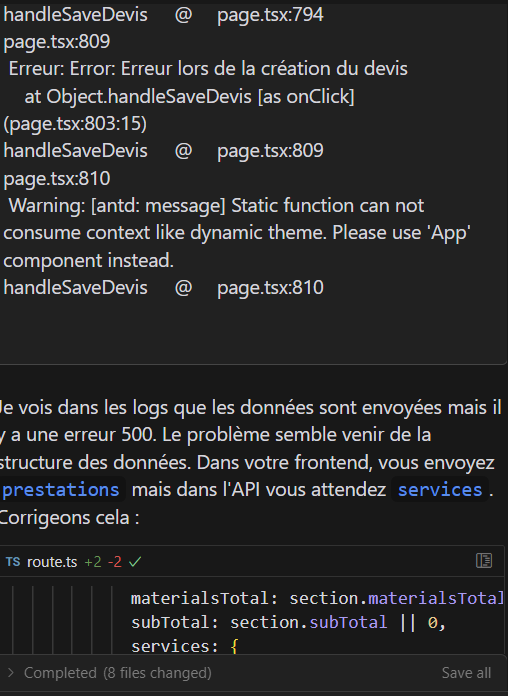 handleSaveDevis @ page.tsx:794
page.tsx:809
Erreur: Error: Erreur lors de la création du devis
at Object.handleSaveDevis [as onClick]
(page.tsx:803:15)
handleSaveDevis @ page.tsx:809
page.tsx:810
Warning: [antd: message] Static function can not
consume context like dynamic theme. Please use 'App'
component instead.
handleSaveDevis @ page.tsx:810
Je vois dans les logs que les données sont envoyées mais il
y a une erreur 500. Le problème semble venir de la
structure des données. Dans votre frontend, vous envoyez
prestations mais dans l'API vous attendez services.
Corrigeons cela :
TS route.ts +2 -2
materialsTotal: section.materialsTotal
subTotal: section.subTotal || 0,
services: {
Completed (8 files changed) Save all